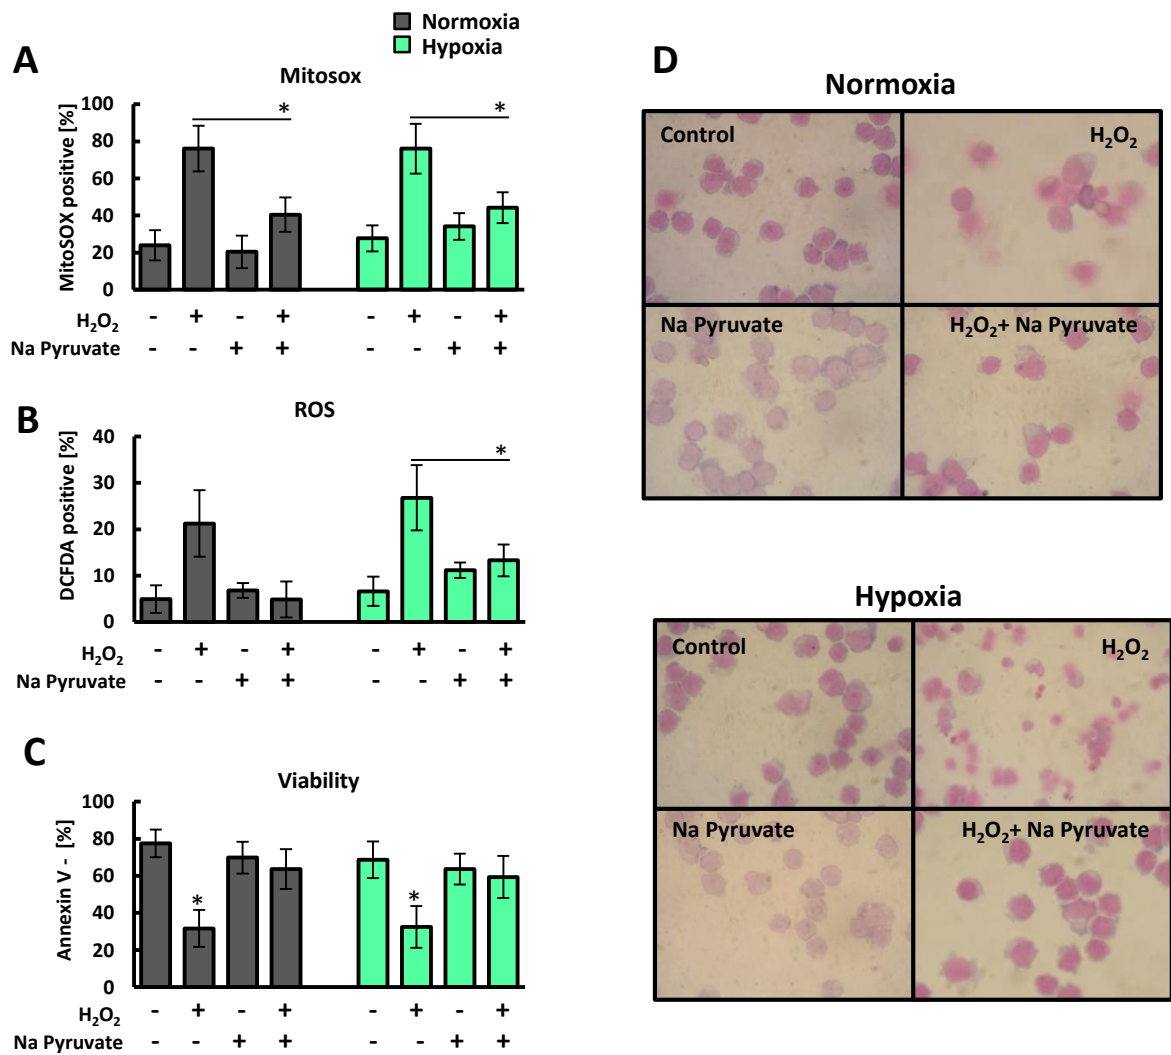 Normoxia
Hypoxia
A
Mitosox
MitoSOX positive [%]
100
80
60
40
20
0
*
*
H₂O₂ - + - + - + - +
Na Pyruvate - - + + - - + +
B
ROS
DCFDA positive [%]
40
30
20
10
0
*
H₂O₂ - + - + - + - +
Na Pyruvate - - + + - - + +
C
Viability
Annexin V - [%]
100
80
60
40
20
0
*
*
H₂O₂ - + - + - + - +
Na Pyruvate - - + + - - + +
D
Normoxia
Control
H₂O₂
Na Pyruvate
H₂O₂+ Na Pyruvate
Hypoxia
Control
H₂O₂
Na Pyruvate
H₂O₂+ Na Pyruvate